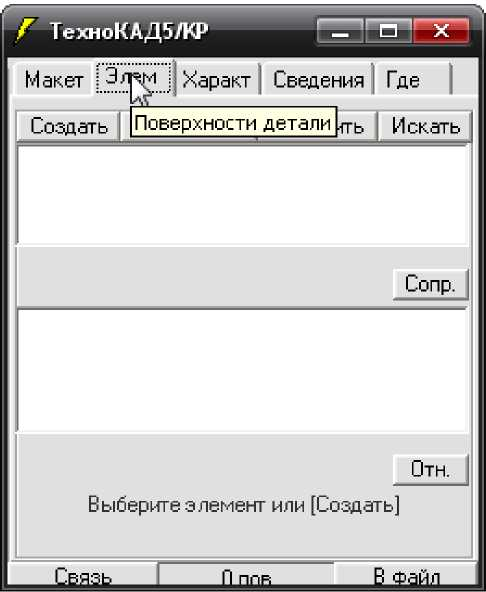 ТехноКАД5/КР
Макет Элем Характ Сведения Где
Создать Поверхности детали ить Искать
Сопр.
Отн.
Выберите элемент или [Создать]
Связь 0 пов В файл